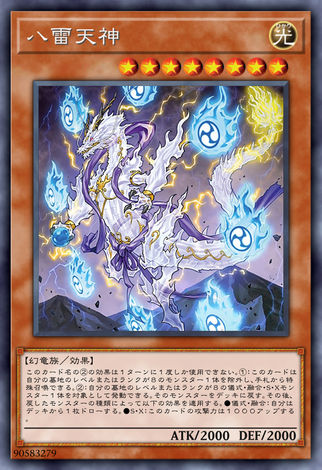 八雷天神
光
【幻竜族／効果】
このカード名の②の効果は１ターンに１度しか使用できない。①：このカードは
自分の墓地のレベルまたはランクが８のモンスター１体を除外し、手札から特
殊召喚できる。②：自分の墓地のレベルまたはランクが８の儀式・融合・S・Xモン
スター１体を対象として発動できる。そのモンスターをデッキに戻す。その後、
戻したモンスターの種類によって以下の効果を適用する。●儀式・融合：自分は
デッキから１枚ドローする。●S・X：このカードの攻撃力は１０００アップする
ATK/2000 DEF/2000
90583279